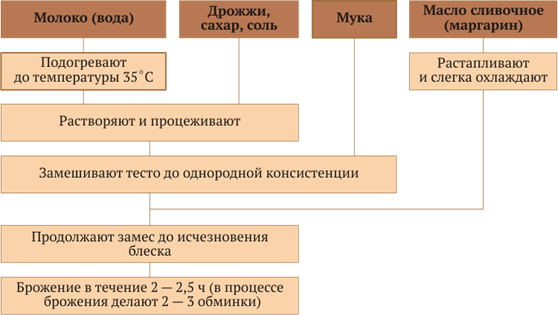 Молоко (вода)
Дрожжи,
сахар, соль
Мука
Масло сливочное
(маргарин)
Подогревают
до температуры 35°С
Растапливают
и слегка охлаждают
Растворяют и процеживают
Замешивают тесто до однородной консистенции
Продолжают замес до исчезновения
блеска
Брожение в течение 2 — 2,5 ч (в процессе
брожения делают 2 — 3 обминки)